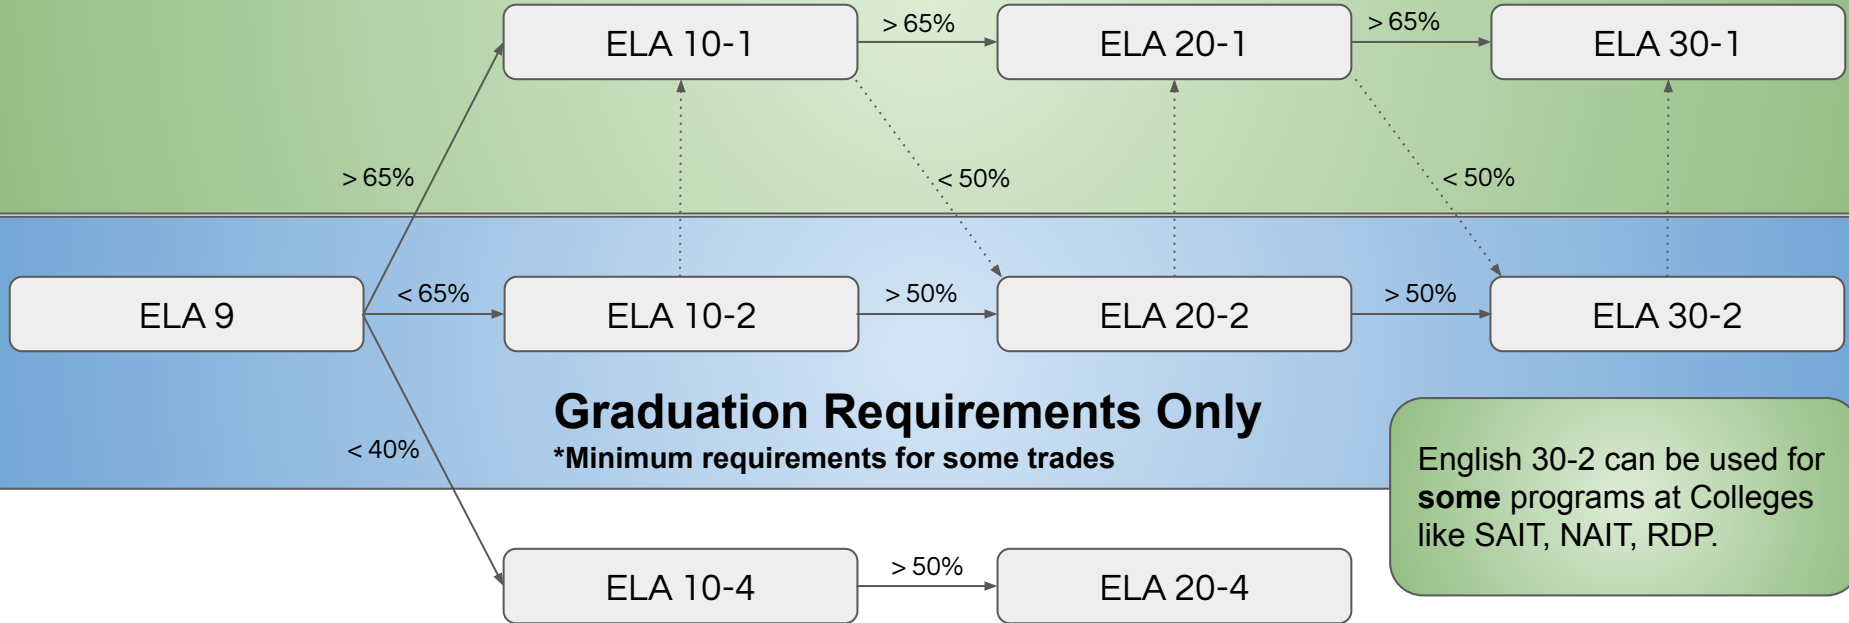 ELA 10-1
> 65%
ELA 20-1
> 65%
ELA 30-1
> 65%
< 50%
< 50%
ELA 9
< 65%
ELA 10-2
> 50%
ELA 20-2
> 50%
ELA 30-2
Graduation Requirements Only
*Minimum requirements for some trades
< 40%
English 30-2 can be used for
some programs at Colleges
like SAIT, NAIT, RDP.
ELA 10-4
> 50%
ELA 20-4